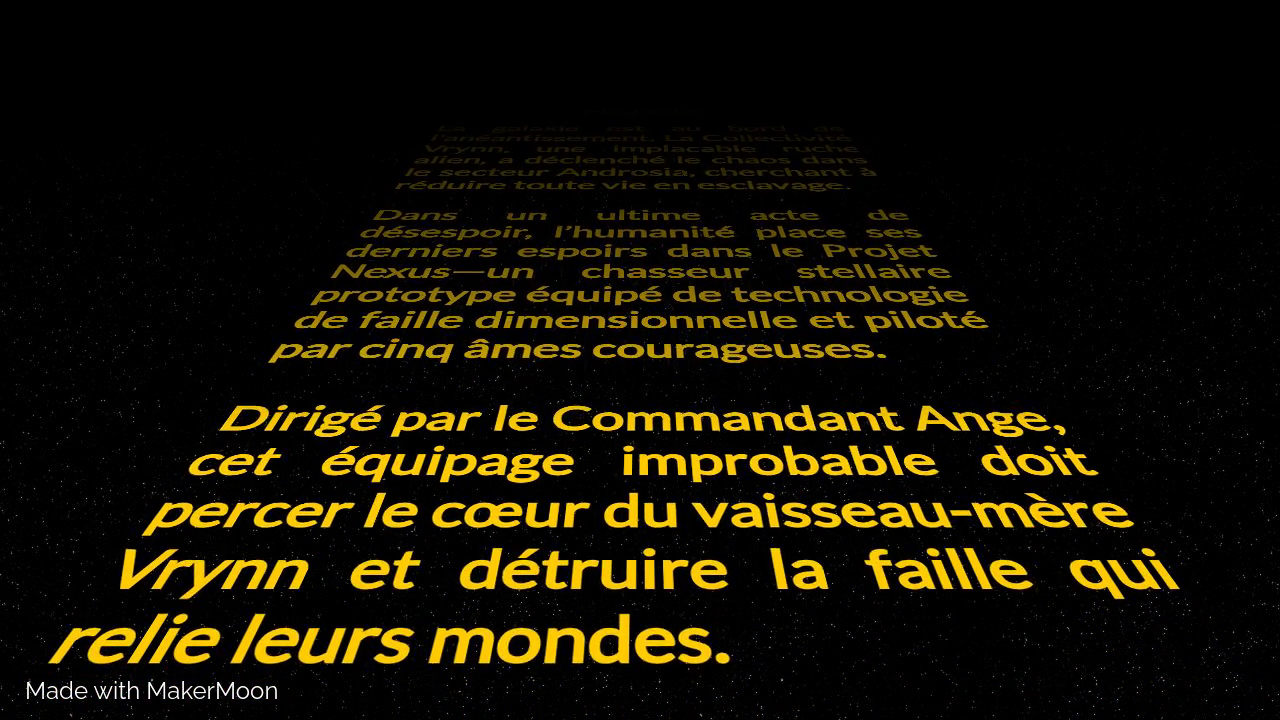 La galaxie est au bord de
l'anéantissement. La Collectivité
Vrynn, une implacable ruche
alien, a déclenché le chaos dans
le secteur Androsia, cherchant à
réduire toute vie en esclavage.
Dans un ultime acte de
désespoir, l'humanité place ses
derniers espoirs dans le Projet
Nexus—un chasseur stellaire
prototype équipé de technologie
de faille dimensionnelle et piloté
par cinq âmes courageuses.
Dirigé par le Commandant Ange,
cet équipage improbable doit
percer le cœur du vaisseau-mère
Vrynn et détruire la faille qui
relie leurs mondes.
Made with MakerMoon